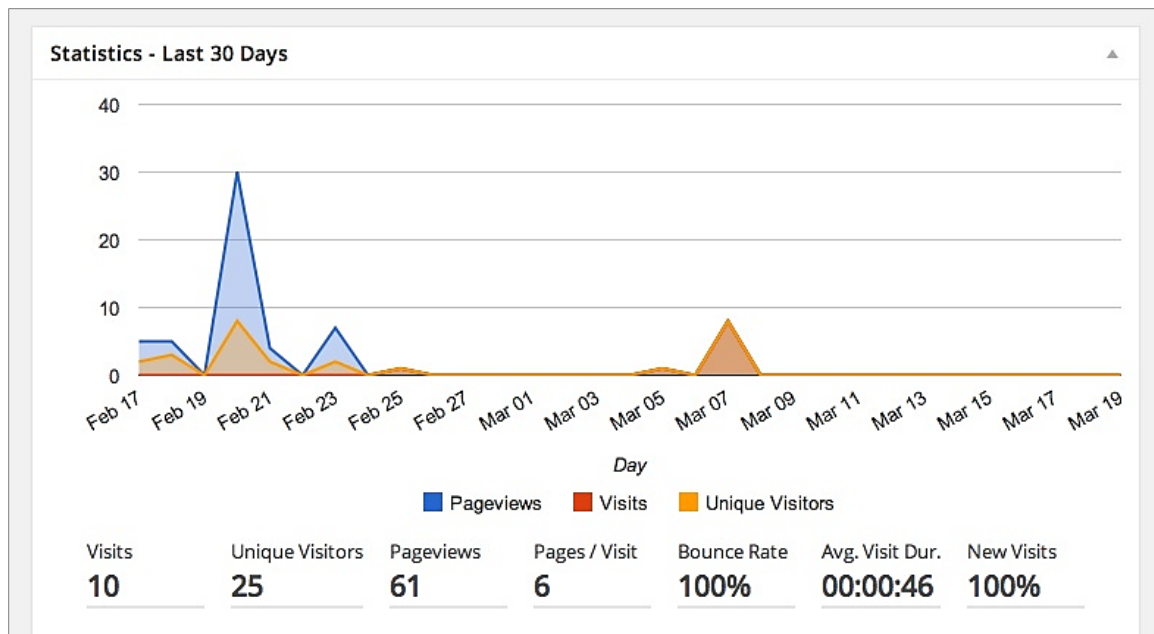 Statistics - Last 30 Days
40
30
20
10
0
Feb 17 Feb 19 Feb 21 Feb 23 Feb 25 Feb 27 Mar 01 Mar 03 Mar 05 Mar 07 Mar 09 Mar 11 Mar 13 Mar 15 Mar 17 Mar 19
Day
Pageviews Visits Unique Visitors
Visits Unique Visitors Pageviews Pages / Visit Bounce Rate Avg. Visit Dur. New Visits
10 25 61 6 100% 00:00:46 100%